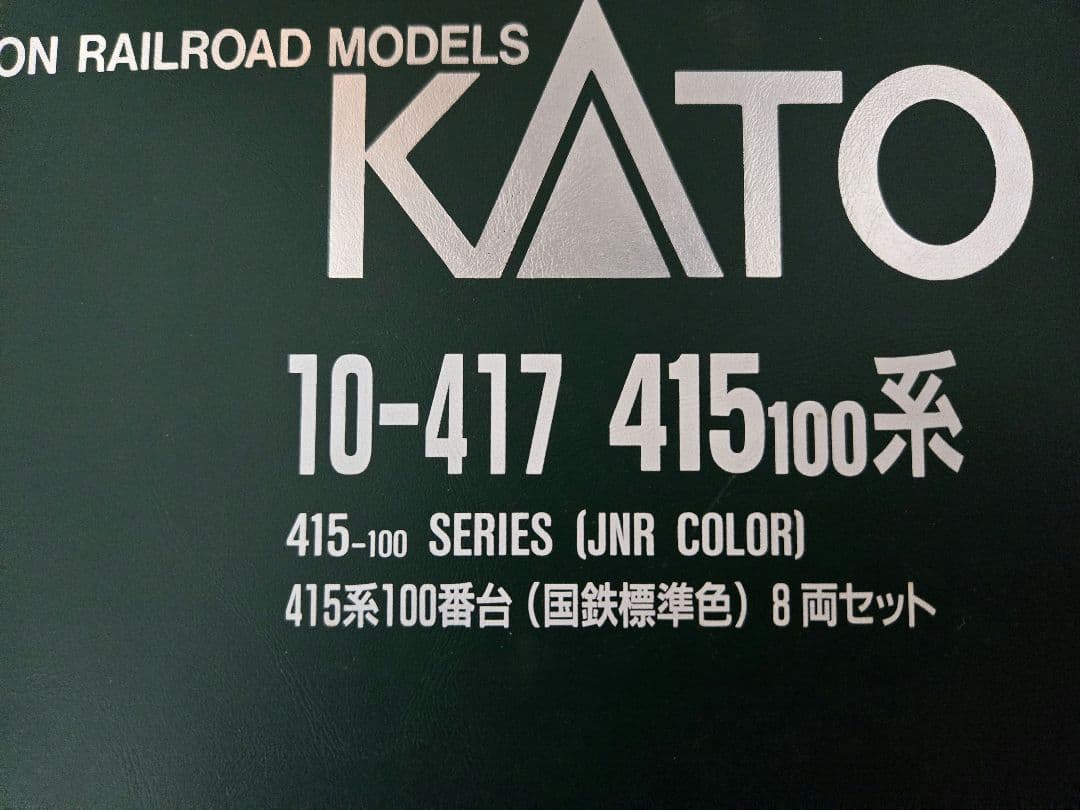 ON RAILROAD MODELS
KATO
10-417 415100系
415-100 SERIES (JNR COLOR)
415系100番台(国鉄標準色) 8両セット